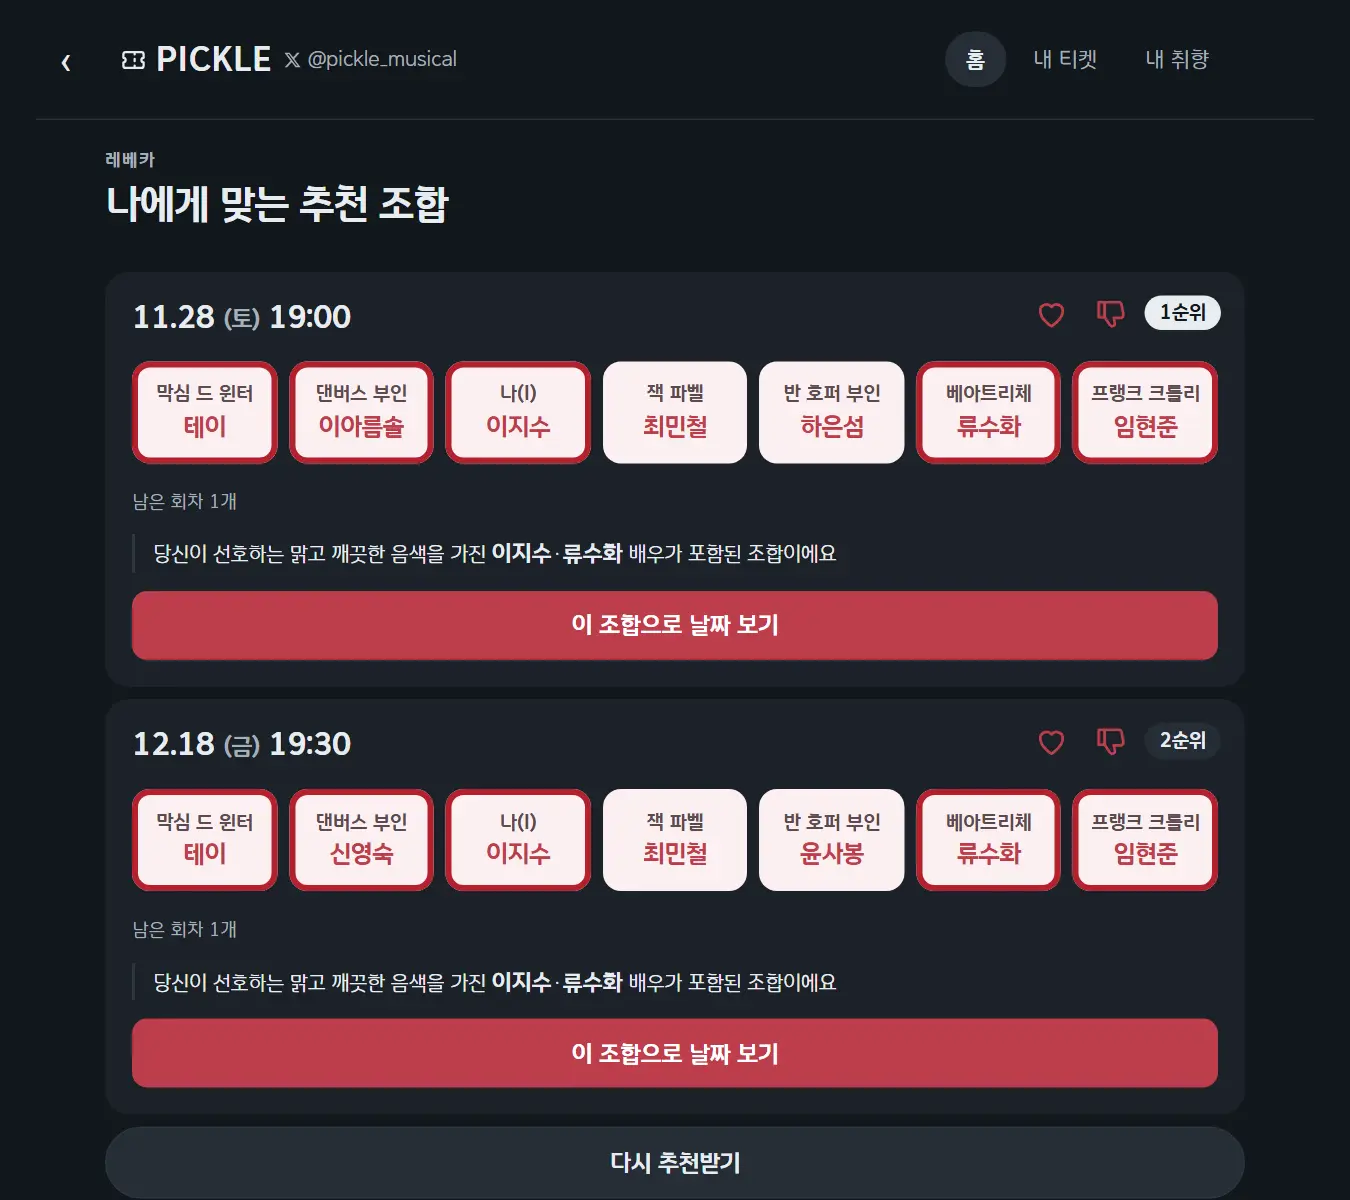 PICKLE @pickle_musical 홈 내 티켓 내 취향
레베카
나에게 맞는 추천 조합
11.28 (토) 19:00 1순위
막심 드 윈터 댄버스 부인 나(I) 잭 파벨 반 호퍼 부인 베아트리체 프랭크 크롤리
테이 이아름솔 이지수 최민철 하은섬 류수화 임현준
남은 회차 1개
당신이 선호하는 맑고 깨끗한 음색을 가진 이지수·류수화 배우가 포함된 조합이에요
이 조합으로 날짜 보기
12.18 (금) 19:30 2순위
막심 드 윈터 댄버스 부인 나(I) 잭 파벨 반 호퍼 부인 베아트리체 프랭크 크롤리
테이 신영숙 이지수 최민철 윤사봉 류수화 임현준
남은 회차 1개
당신이 선호하는 맑고 깨끗한 음색을 가진 이지수·류수화 배우가 포함된 조합이에요
이 조합으로 날짜 보기
다시 추천받기